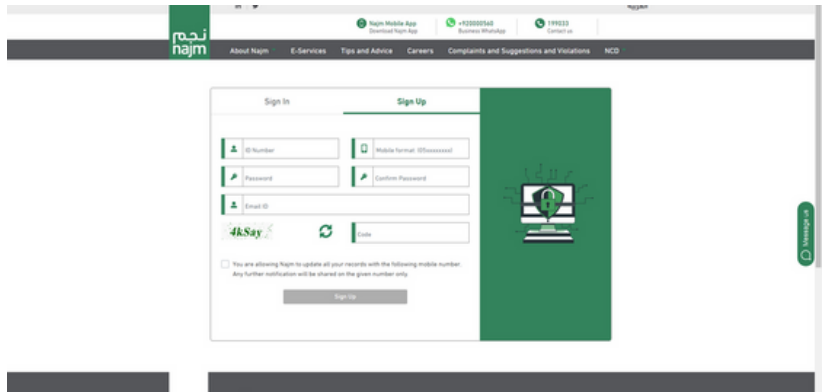 Najm Mobile App
Download Najm App
+920000560
Business WhatsApp
199033
Contact us
نجم
najm
About Najm
E-Services
Tips and Advice
Careers
Complaints and Suggestions and Violations
NCD
Sign In
Sign Up
ID Number
Mobile format: (05xxxxxxxx)
Password
Confirm Password
Email ID
4kSay
Code
You are allowing Najm to update all your records with the following mobile number.
Any further notification will be shared on the given number only.
Sign Up
Message us